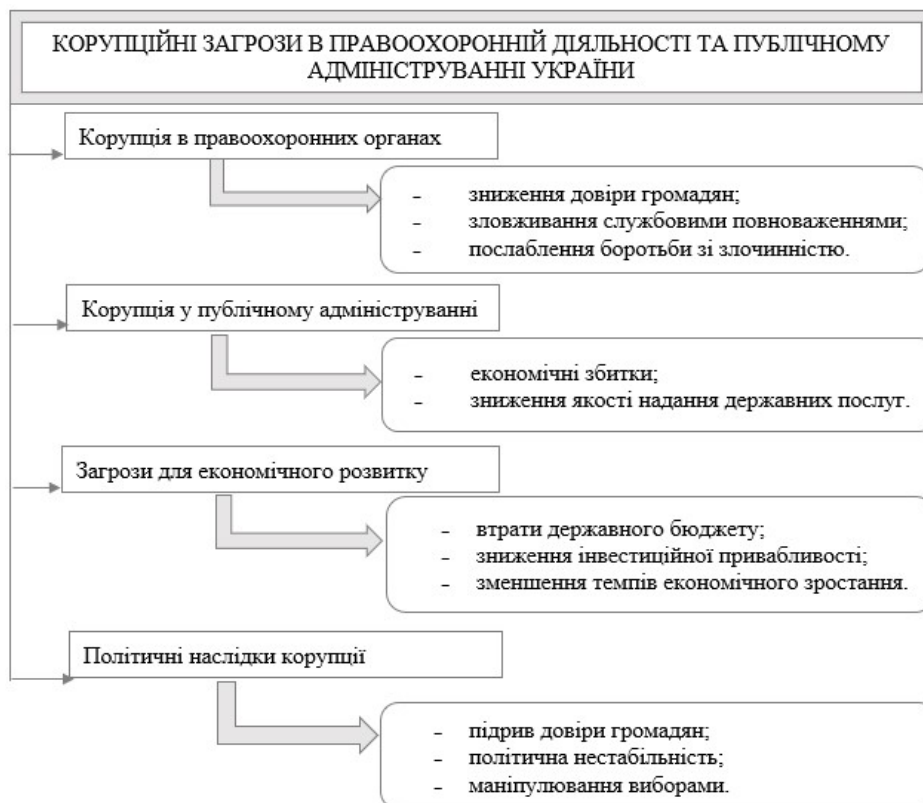 КОРУПЦІЙНІ ЗАГРОЗИ В ПРАВООХОРОННІЙ ДІЯЛЬНОСТІ ТА ПУБЛІЧНОМУ
АДМІНІСТРУВАННІ УКРАЇНИ
Корупція в правоохоронних органах
- зниження довіри громадян;
- зловживання службовими повноваженнями;
- послаблення боротьби зі злочинністю.
Корупція у публічному адмініструванні
- економічні збитки;
- зниження якості надання державних послуг.
Загрози для економічного розвитку
- втрати державного бюджету;
- зниження інвестиційної привабливості;
- зменшення темпів економічного зростання.
Політичні наслідки корупції
- підрив довіри громадян;
- політична нестабільність;
- маніпулювання виборами.